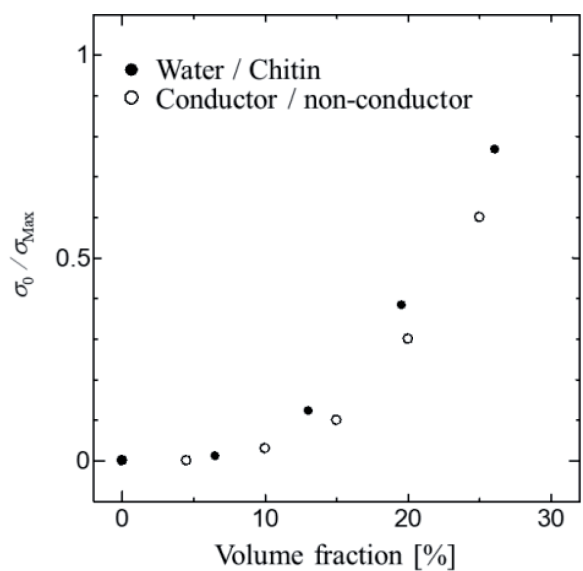 1
Water / Chitin
Conductor / non-conductor
0.5
σ0 / σMax
0
0 10 20 30
Volume fraction [%]